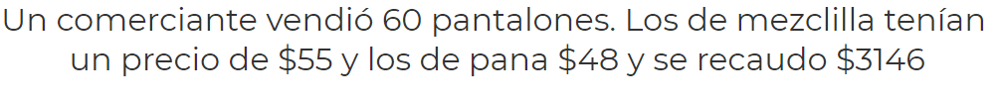 Un comerciante vendió 60 pantalones. Los de mezclilla tenían
un precio de $55 y los de pana $48 y se recaudo $3146